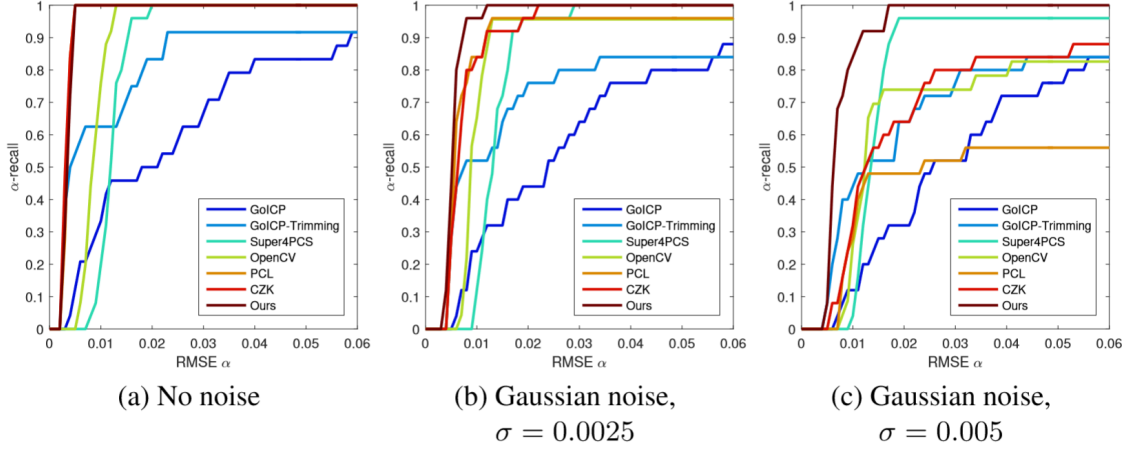 1
0.9
0.8
0.7
0.6
0.5
0.4
0.3
0.2
0.1
0
α-recall
0 0.01 0.02 0.03 0.04 0.05 0.06
RMSE α
GoICP
GoICP-Trimming
Super4PCS
OpenCV
PCL
CZK
Ours
(a) No noise
1
0.9
0.8
0.7
0.6
0.5
0.4
0.3
0.2
0.1
0
α-recall
0 0.01 0.02 0.03 0.04 0.05 0.06
RMSE α
GoICP
GoICP-Trimming
Super4PCS
OpenCV
PCL
CZK
Ours
(b) Gaussian noise,
σ = 0.0025
1
0.9
0.8
0.7
0.6
0.5
0.4
0.3
0.2
0.1
0
α-recall
0 0.01 0.02 0.03 0.04 0.05 0.06
RMSE α
GoICP
GoICP-Trimming
Super4PCS
OpenCV
PCL
CZK
Ours
(c) Gaussian noise,
σ = 0.005